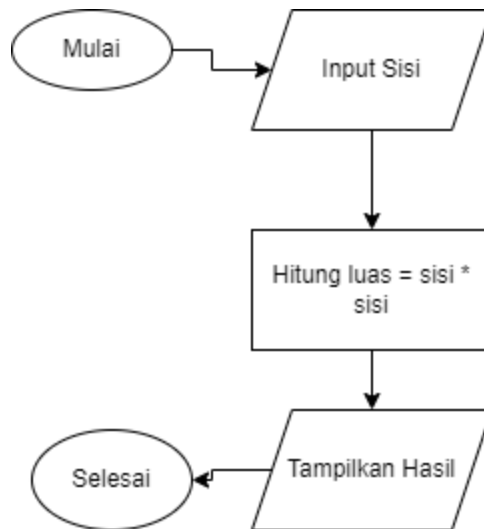 Mulai
Input Sisi
Hitung luas = sisi *
sisi
Tampilkan Hasil
Selesai